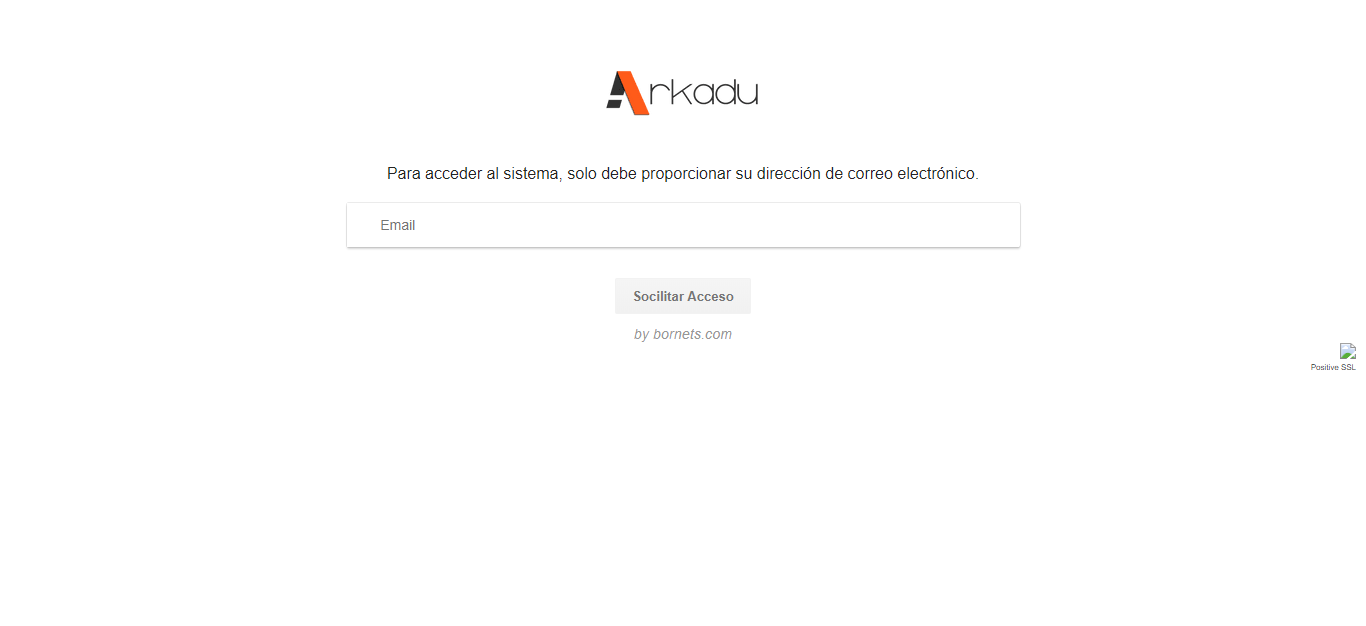 Arkadu
Para acceder al sistema, solo debe proporcionar su dirección de correo electrónico.
Email
Socilitar Acceso
by bornets.com
Positive SSL